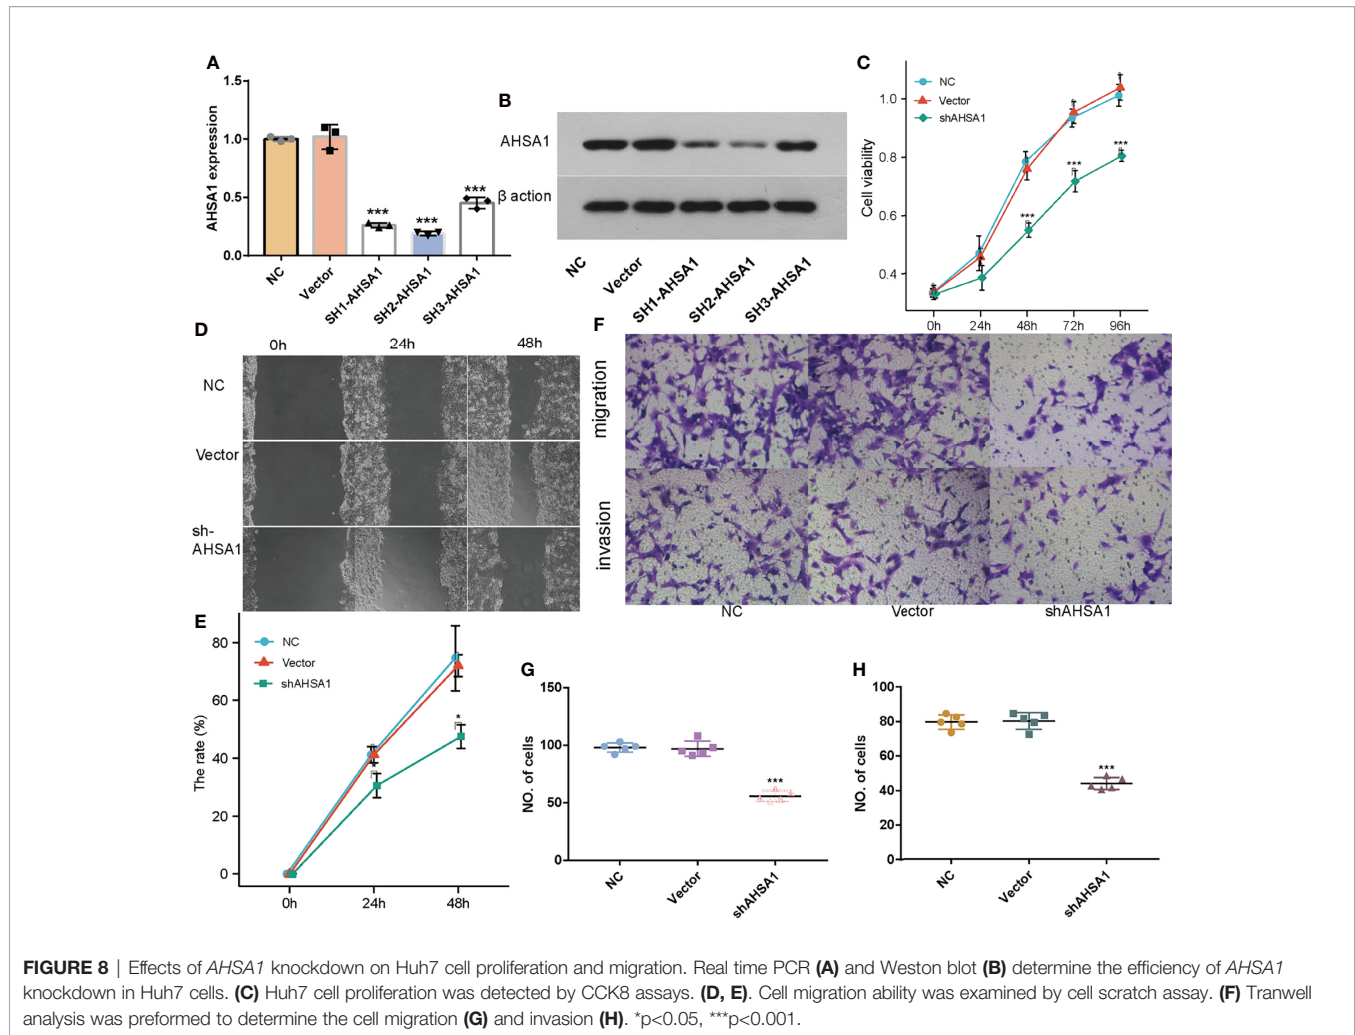 A
AHSA1 expression
1.5
1.0
0.5
0.0
***
***
***
NC
Vector
SH1-AHSA1
SH2-AHSA1
SH3-AHSA1
B
AHSA1
β action
NC
Vector
SH1-AHSA1
SH2-AHSA1
SH3-AHSA1
C
NC
Vector
shAHSA1
Cell viability
1.0
0.8
0.6
0.4
***
***
***
0h
24h
48h
72h
96h
D
0h
24h
48h
NC
Vector
sh-
AHSA1
E
NC
Vector
shAHSA1
The rate (%)
80
60
40
20
0
*
*
0h
24h
48h
F
migration
invasion
NC
Vector
shAHSA1
G
NO. of cells
150
100
50
0
***
NC
Vector
shAHSA1
H
NO. of cells
100
80
60
40
20
0
***
NC
Vector
shAHSA1
FIGURE 8 | Effects of AHSA1 knockdown on Huh7 cell proliferation and migration. Real time PCR (A) and Weston blot (B) determine the efficiency of AHSA1
knockdown in Huh7 cells. (C) Huh7 cell proliferation was detected by CCK8 assays. (D, E). Cell migration ability was examined by cell scratch assay. (F) Tranwell
analysis was preformed to determine the cell migration (G) and invasion (H). *p<0.05, ***p<0.001.